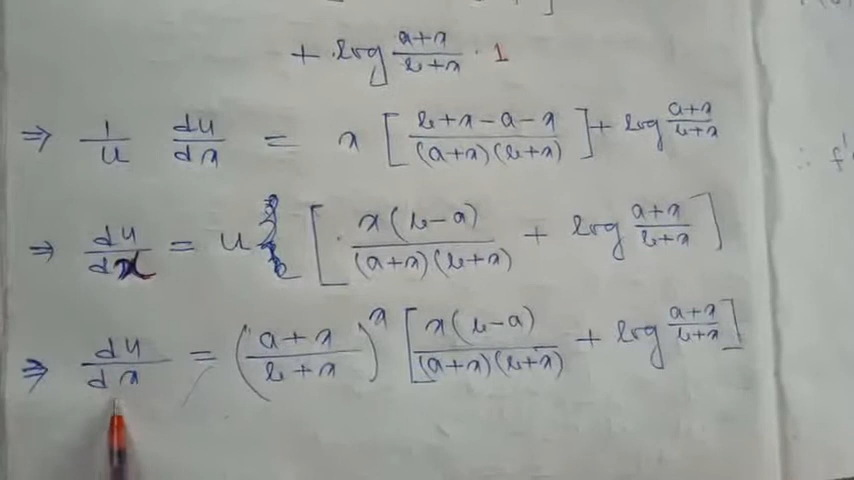 + log (a+x)/(b+x) · 1
⇒ 1/u du/dx = x [ (b+x-a-x)/((a+x)(b+x)) ] + log (a+x)/(b+x)
⇒ du/dx = u [ x(b-a)/((a+x)(b+x)) + log (a+x)/(b+x) ]
⇒ du/dx = ((a+x)/(b+x))^x [ x(b-a)/((a+x)(b+x)) + log (a+x)/(b+x) ]
∴ f'